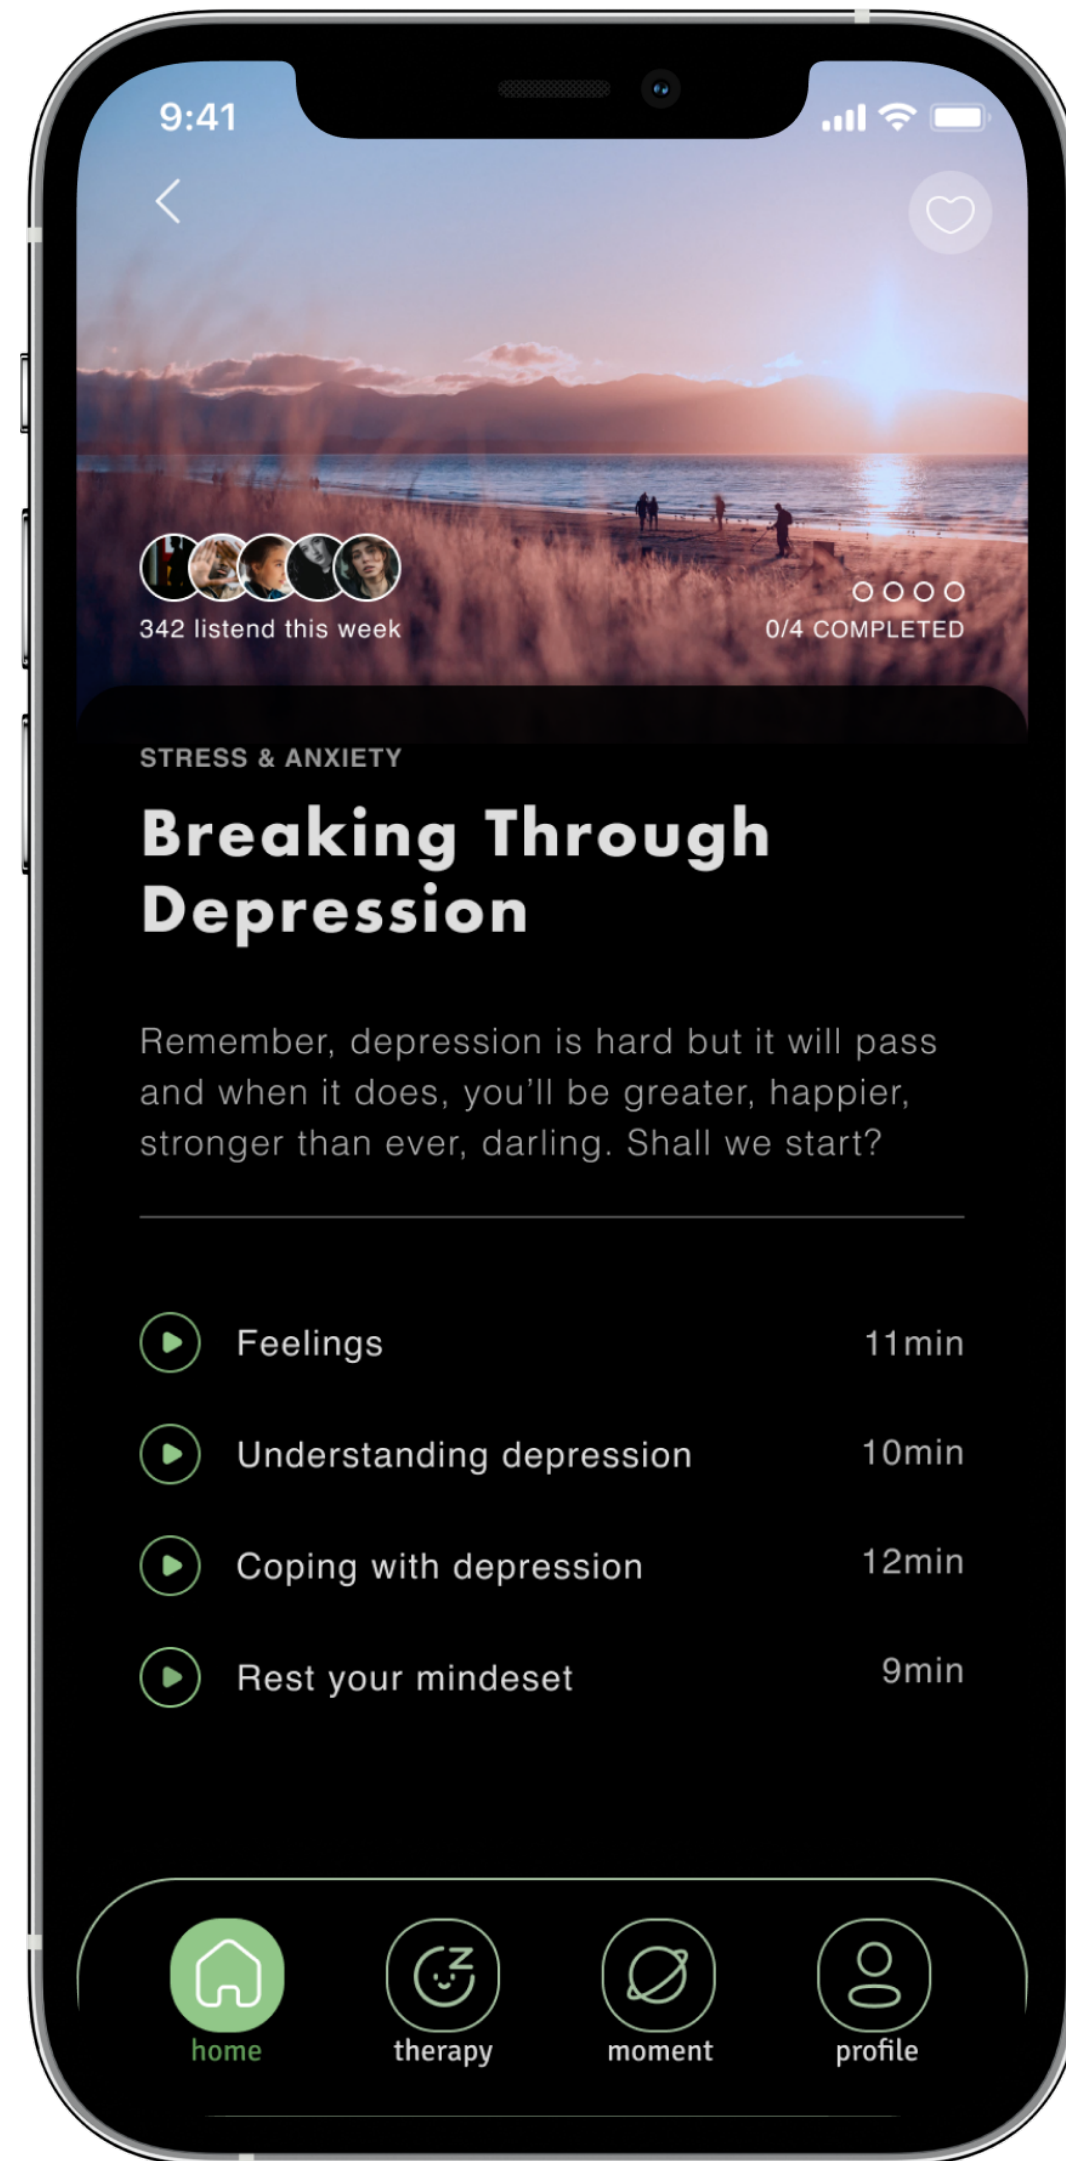 9:41
342 listend this week
0/4 COMPLETED
STRESS & ANXIETY
Breaking Through
Depression
Remember, depression is hard but it will pass
and when it does, you’ll be greater, happier,
stronger than ever, darling. Shall we start?
Feelings 11min
Understanding depression 10min
Coping with depression 12min
Rest your mindeset 9min
home therapy moment profile